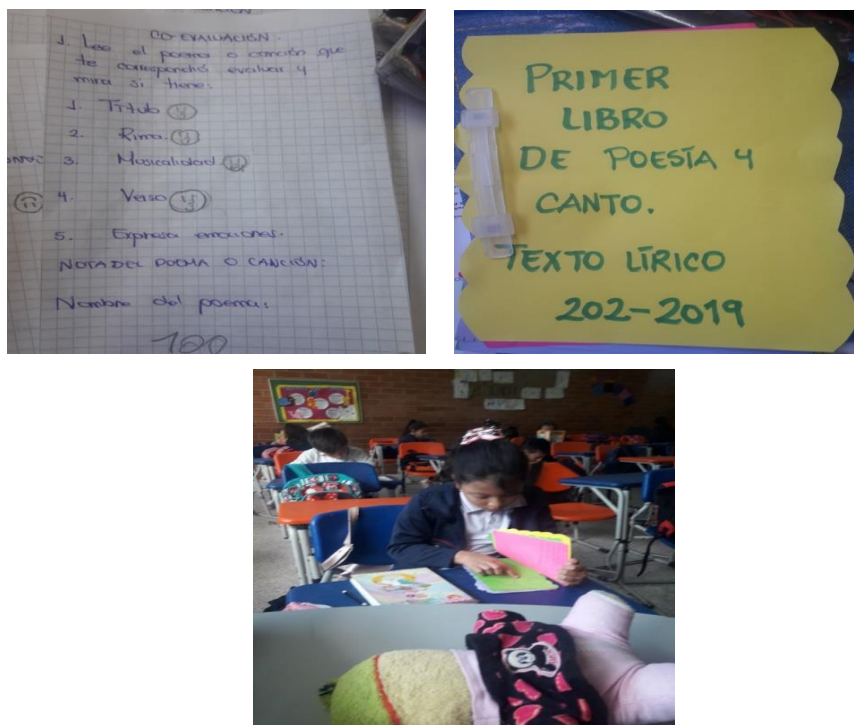 CO-EVALUACIÓN.
1. Lee el poema o canción que
te correspondió evaluar y
mira si tiene:
1. Título
2. Rima.
3. Musicalidad
4. Verso
5. Expresa emociones.
NOTA DEL POEMA O CANCIÓN:
Nombre del poema:
100
PRIMER
LIBRO
DE POESÍA Y
CANTO.
TEXTO LÍRICO
202-2019